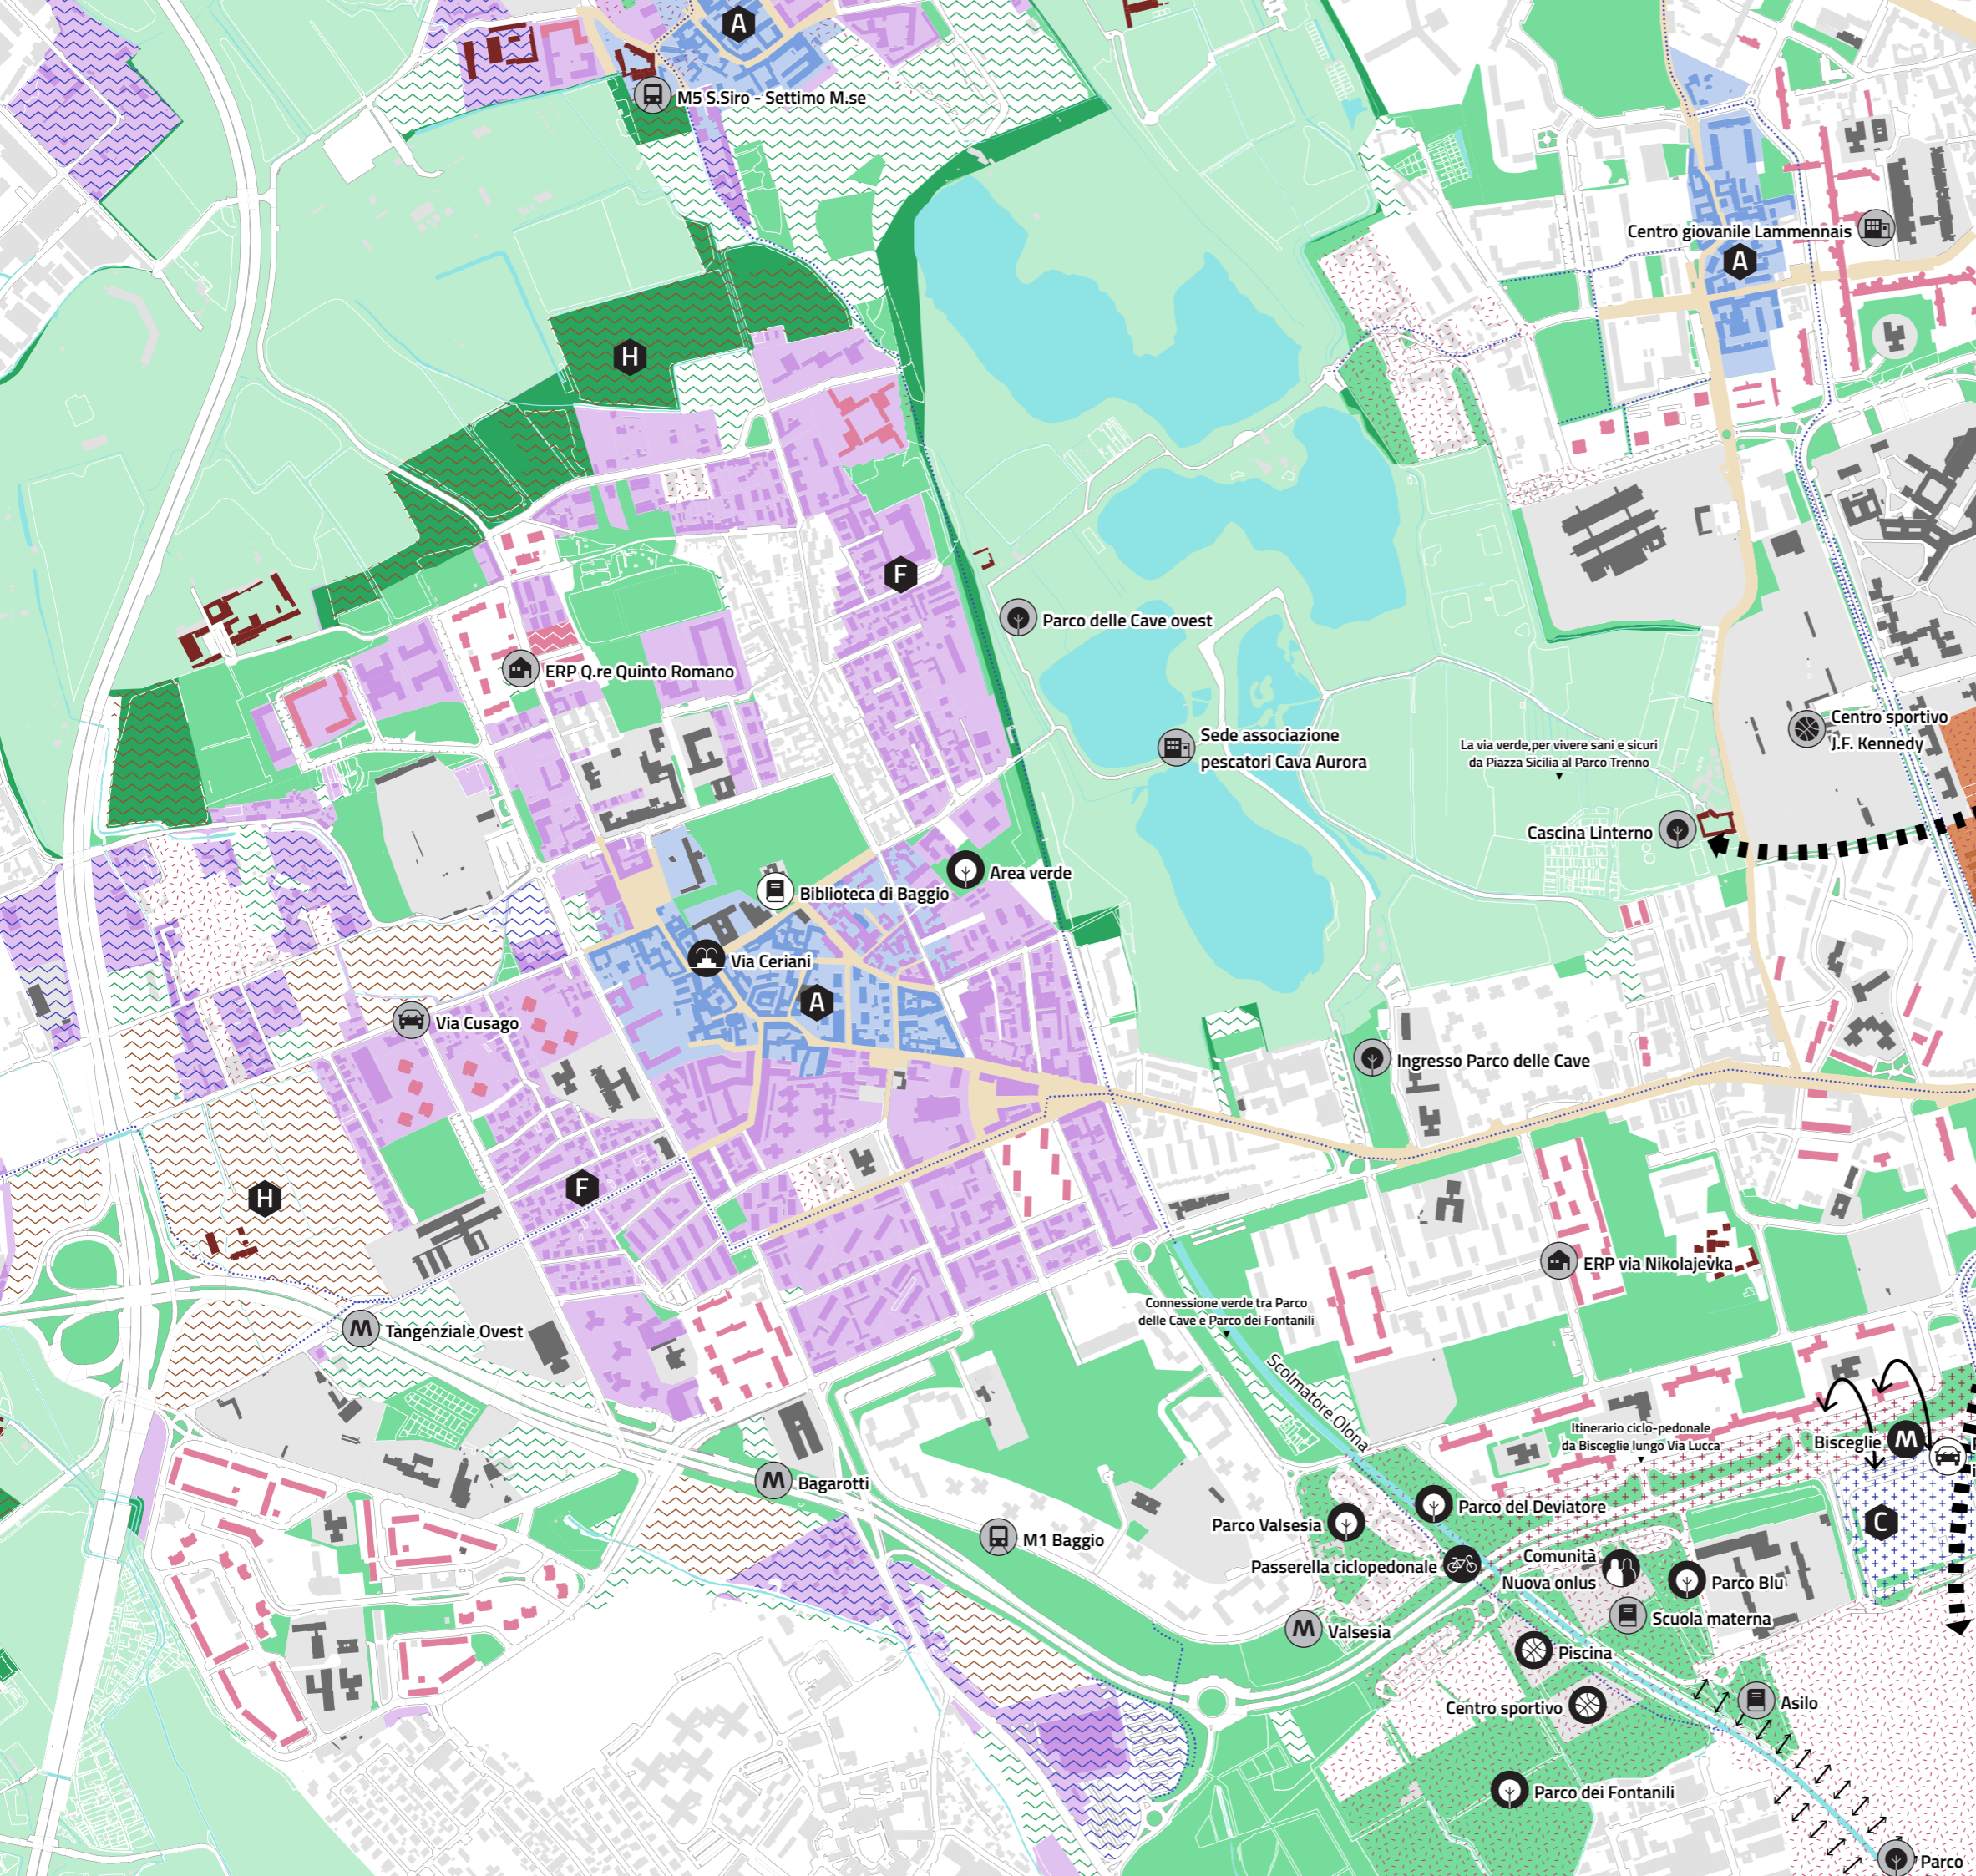 A
M5 S.Siro - Settimo M.se
Centro giovanile Lammennais
A
H
F
Parco delle Cave ovest
ERP Q.re Quinto Romano
Sede associazione
pescatori Cava Aurora
Centro sportivo
J.F. Kennedy
La via verde,per vivere sani e sicuri
da Piazza Sicilia al Parco Trenno
Cascina Linterno
Area verde
Biblioteca di Baggio
Via Ceriani
A
Via Cusago
Ingresso Parco delle Cave
H
F
ERP via Nikolajevka
Connessione verde tra Parco
delle Cave e Parco dei Fontanili
M
Tangenziale Ovest
Scolmatore Olona
Itinerario ciclo-pedonale
da Bisceglie lungo Via Lucca
Bisceglie
M
M
Bagarotti
Parco del Deviatore
Parco Valsesia
C
M1 Baggio
Passerella ciclopedonale
Comunità
Nuova onlus
Parco Blu
Scuola materna
M
Valsesia
Piscina
Centro sportivo
Asilo
Parco dei Fontanili
Parco